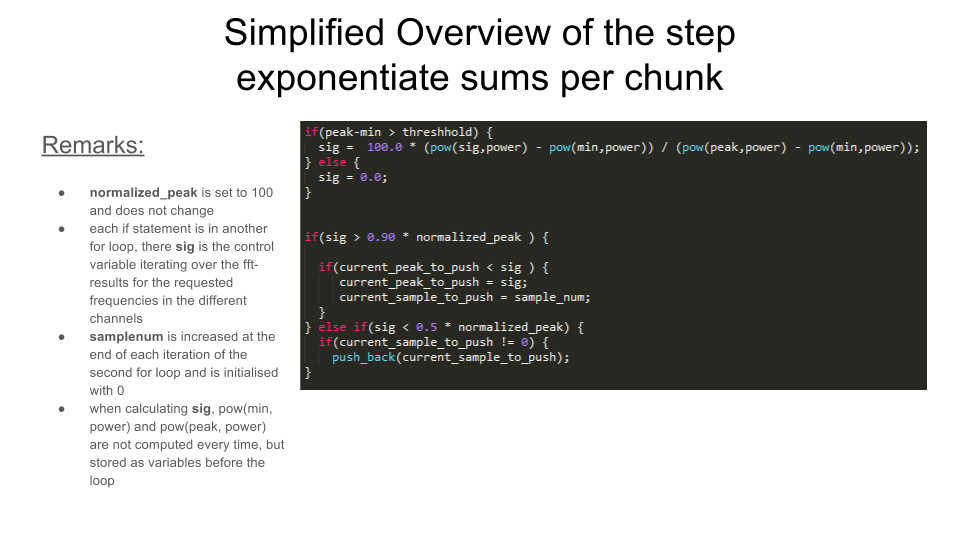 Simplified Overview of the step
exponentiate sums per chunk
Remarks:
● normalized_peak is set to 100
and does not change
● each if statement is in another
for loop, there sig is the control
variable iterating over the fft-
results for the requested
frequencies in the different
channels
● samplenum is increased at the
end of each iteration of the
second for loop and is initialised
with 0
● when calculating sig, pow(min,
power) and pow(peak, power)
are not computed every time, but
stored as variables before the
loop
if(peak-min > threshhold) {
sig =  100.0 * (pow(sig,power) - pow(min,power)) / (pow(peak,power) - pow(min,power));
} else {
sig = 0.0;
}
if(sig > 0.90 * normalized_peak ) {
if(current_peak_to_push < sig ) {
current_peak_to_push = sig;
current_sample_to_push = sample_num;
}
} else if(sig < 0.5 * normalized_peak) {
if(current_sample_to_push != 0) {
push_back(current_sample_to_push);
}